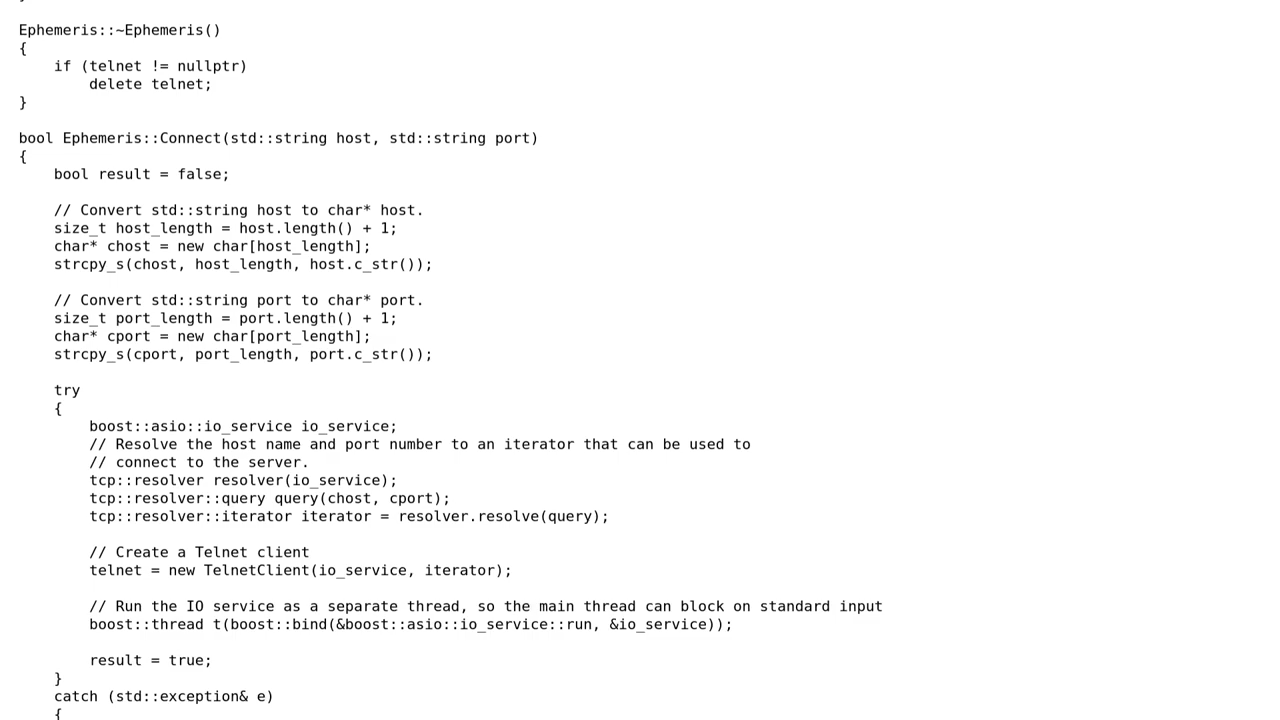 Ephemeris::~Ephemeris()
{
    if (telnet != nullptr)
        delete telnet;
}

bool Ephemeris::Connect(std::string host, std::string port)
{
    bool result = false;

    // Convert std::string host to char* host.
    size_t host_length = host.length() + 1;
    char* chost = new char[host_length];
    strcpy_s(chost, host_length, host.c_str());

    // Convert std::string port to char* port.
    size_t port_length = port.length() + 1;
    char* cport = new char[port_length];
    strcpy_s(cport, port_length, port.c_str());

    try
    {
        boost::asio::io_service io_service;
        // Resolve the host name and port number to an iterator that can be used to
        // connect to the server.
        tcp::resolver resolver(io_service);
        tcp::resolver::query query(chost, cport);
        tcp::resolver::iterator iterator = resolver.resolve(query);

        // Create a Telnet client
        telnet = new TelnetClient(io_service, iterator);

        // Run the IO service as a separate thread, so the main thread can block on standard input
        boost::thread t(boost::bind(&boost::asio::io_service::run, &io_service));

        result = true;
    }
    catch (std::exception& e)
    {